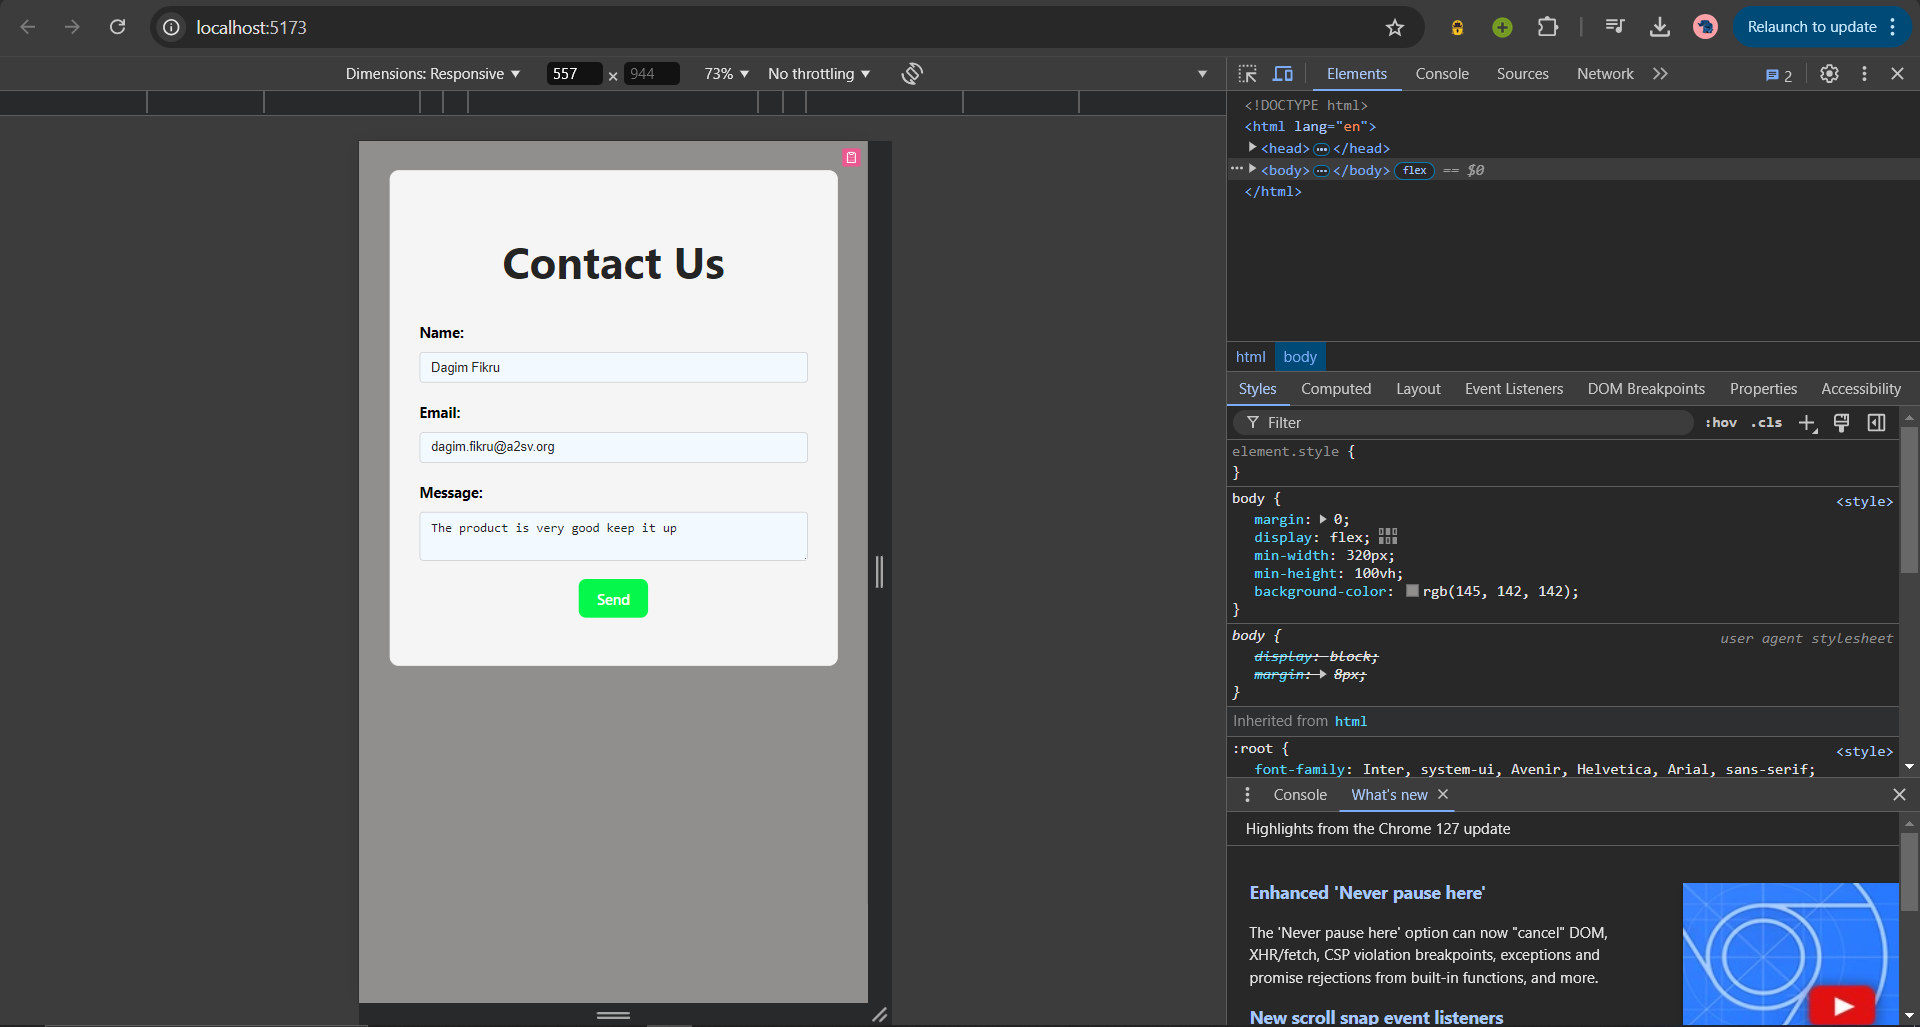 localhost:5173
Relaunch to update
Dimensions: Responsive 557 × 944 73% No throttling
Contact Us
Name:
Dagim Fikru
Email:
dagim.fikru@a2sv.org
Message:
The product is very good keep it up
Send
Elements Console Sources Network 2
<!DOCTYPE html>
<html lang="en">
<head> ⋯ </head>
<body> ⋯ </body> flex == $0
</html>
html body
Styles Computed Layout Event Listeners DOM Breakpoints Properties Accessibility
Filter :hov .cls
element.style {
}
body { <style>
margin: 0;
display: flex;
min-width: 320px;
min-height: 100vh;
background-color: rgb(145, 142, 142);
}
body { user agent stylesheet
display: block;
margin: 8px;
}
Inherited from html
:root { <style>
font-family: Inter, system-ui, Avenir, Helvetica, Arial, sans-serif;
Console What's new
Highlights from the Chrome 127 update
Enhanced 'Never pause here'
The 'Never pause here' option can now "cancel" DOM,
XHR/fetch, CSP violation breakpoints, exceptions and
promise rejections from built-in functions, and more.
New scroll snap event listeners